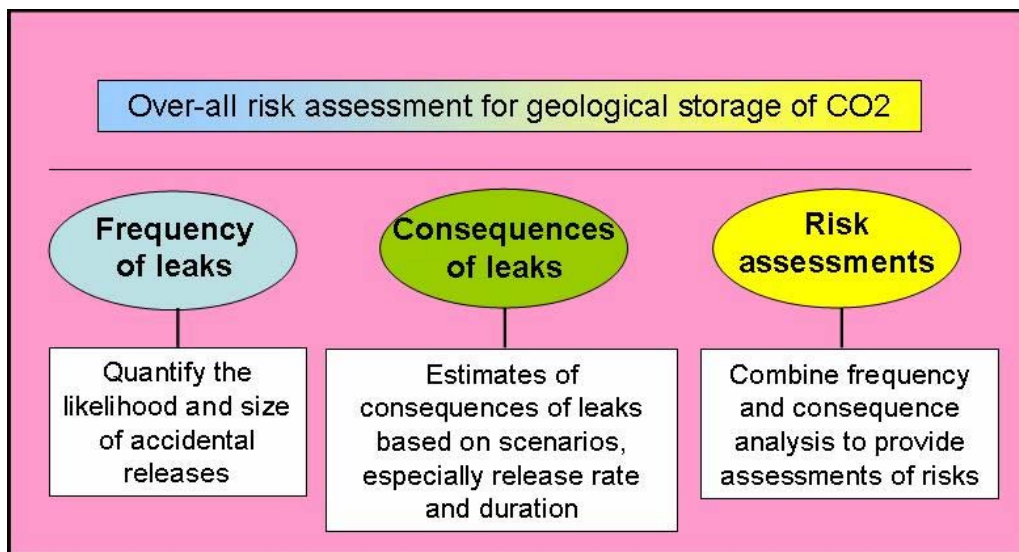 Over-all risk assessment for geological storage of CO2
Frequency
of leaks
Consequences
of leaks
Risk
assessments
Quantify the
likelihood and size
of accidental
releases
Estimates of
consequences of leaks
based on scenarios,
especially release rate
and duration
Combine frequency
and consequence
analysis to provide
assessments of risks